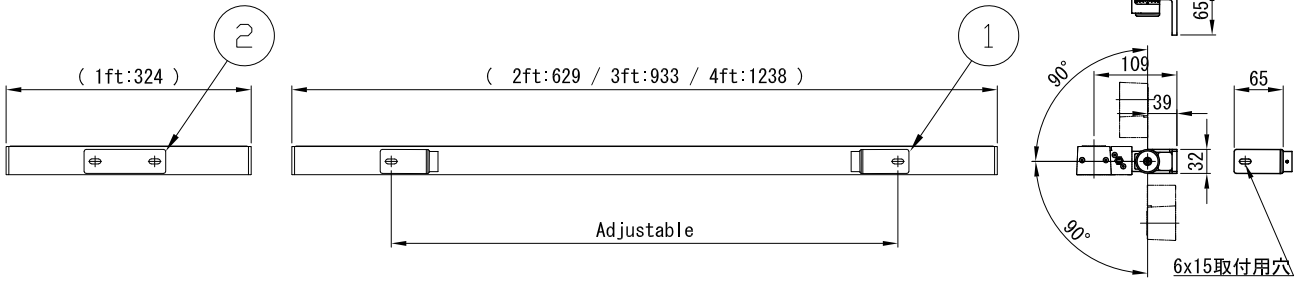 2
1
( 1ft:324 )
( 2ft:629 / 3ft:933 / 4ft:1238 )
Adjustable
65
90°
109
39
32
90°
65
6x15取付用穴